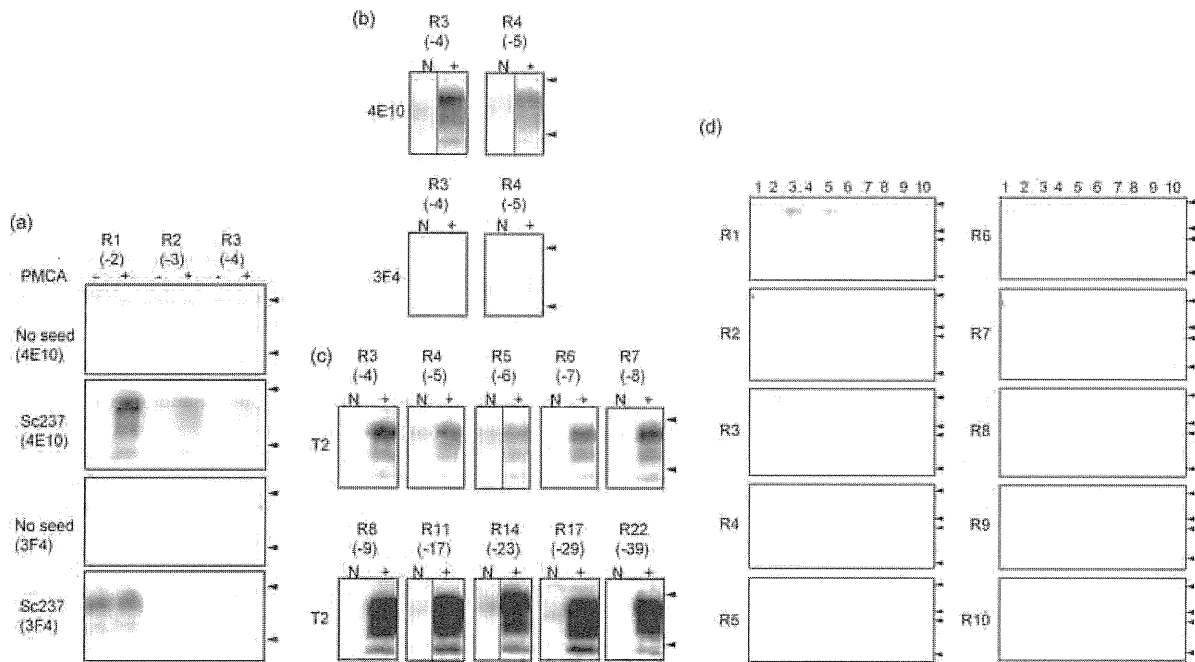 (a)
R1 R2 R3
(-2) (-3) (-4)
PMCA - + - + - +
No seed
(4E10)
Sc237
(4E10)
No seed
(3F4)
Sc237
(3F4)
(b)
R3 R4
(-4) (-5)
N + N +
4E10
R3 R4
(-4) (-5)
N + N +
3E4
(c)
R3 R4 R5 R6 R7
(-4) (-5) (-6) (-7) (-8)
N + N + N + N + N +
T2
R8 R11 R14 R17 R22
(-9) (-17) (-23) (-29) (-39)
N + N + N + N + N +
T2
(d)
1 2 3 4 5 6 7 8 9 10
R1
R2
R3
R4
R5
1 2 3 4 5 6 7 8 9 10
R6
R7
R8
R9
R10